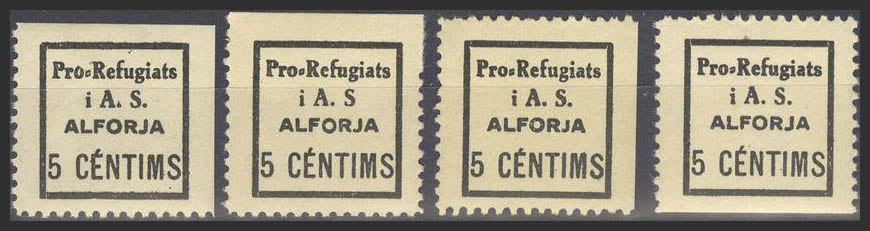 Pro-Refugiats
i A. S.
ALFORJA
5 CÉNTIMS
Pro-Refugiats
i A. S
ALFORJA
5 CÉNTIMS
Pro-Refugiats
i A. S.
ALFORJA
5 CÉNTIMS
Pro-Refugiats
i A. S.
ALFORJA
5 CÉNTIMS